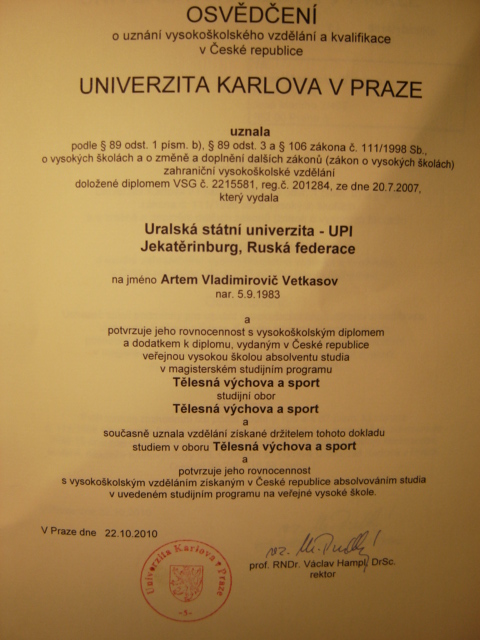 OSVĚDČENÍ
o uznání vysokoškolského vzdělání a kvalifikace
v České republice
UNIVERZITA KARLOVA V PRAZE
uznala
podle § 89 odst. 1 písm. b), § 89 odst. 3 a § 106 zákona č. 111/1998 Sb.,
o vysokých školách a o změně a doplnění dalších zákonů (zákon o vysokých školách)
zahraniční vysokoškolské vzdělání
doložené diplomem VSG č. 2215581, reg.č. 201284, ze dne 20.7.2007,
který vydala
Uralská státní univerzita - UPI
Jekatěrinburg, Ruská federace
na jméno Artem Vladimirovič Vetkasov
nar. 5.9.1983
a
potvrzuje jeho rovnocennost s vysokoškolským diplomem
a dodatkem k diplomu, vydaným v České republice
veřejnou vysokou školou absolventu studia
v magisterském studijním programu
Tělesná výchova a sport
studijní obor
Tělesná výchova a sport
a
současně uznala vzdělání získané držitelem tohoto dokladu
studiem v oboru Tělesná výchova a sport
a
potvrzuje jeho rovnocennost
s vysokoškolským vzděláním získaným v České republice absolvováním studia
v uvedeném studijním programu na veřejné vysoké škole.
V Praze dne 22.10.2010
prof. RNDr. Václav Hampl, DrSc.
rektor
Univerzita Karlova v Praze
-3-